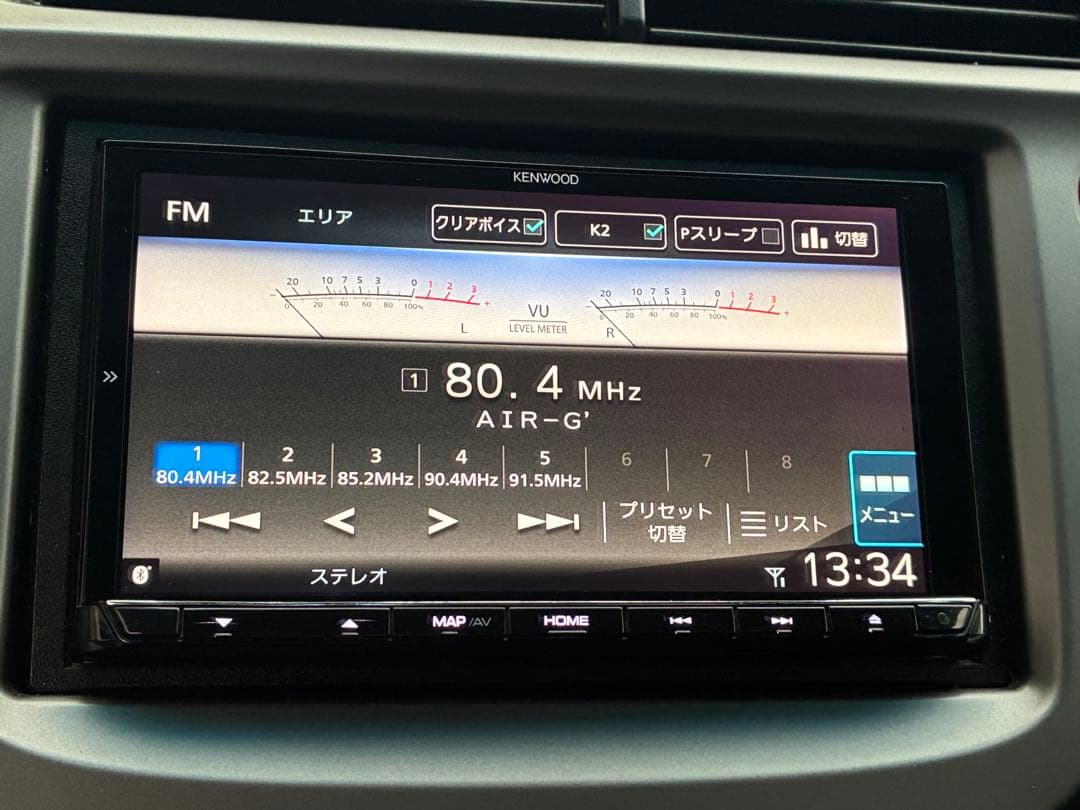 KENWOOD
FM エリア クリアボイス K2 Pスリープ 切替
20 10 7 5 3 0 1 2 3 +
0 20 40 60 80 100%
L
VU
LEVEL METER
20 10 7 5 3 0 1 2 3 +
0 20 40 60 80 100%
R
1 80.4 MHz
AIR-G'
1 2 3 4 5 6 7 8
80.4MHz 82.5MHz 85.2MHz 90.4MHz 91.5MHz
プリセット
切替
リスト
メニュー
ステレオ
13:34
MAP/AV HOME